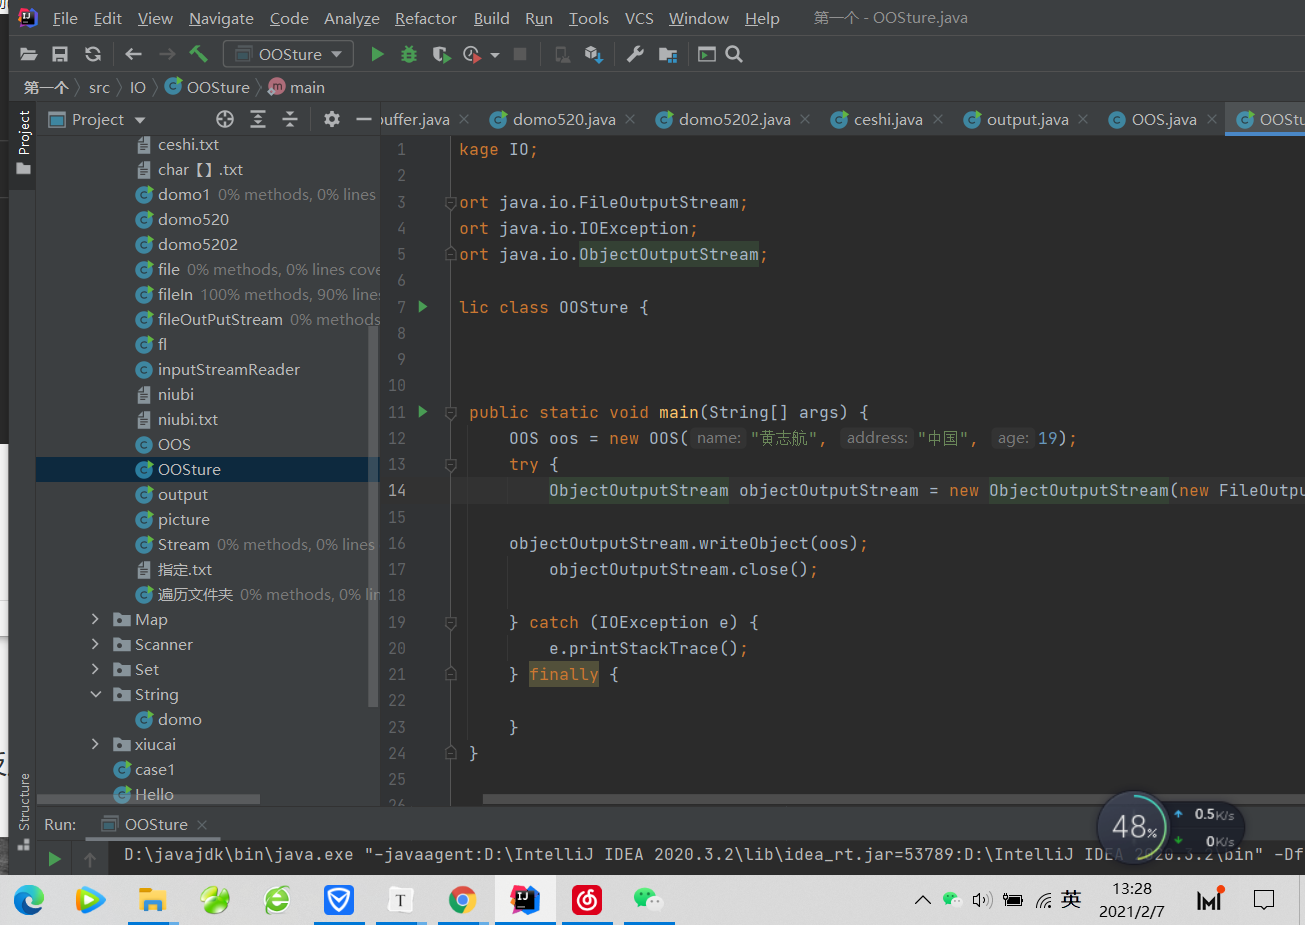 File Edit View Navigate Code Analyze Refactor Build Run Tools VCS Window Help 第一个 - OOSture.java
OOSture
第一个 src IO OOSture main
Project
Project
uffer.java domo520.java domo5202.java ceshi.java output.java OOS.java OOStu
ceshi.txt
char【】.txt
domo1 0% methods, 0% lines
domo520
domo5202
file 0% methods, 0% lines cove
fileIn 100% methods, 90% lines
fileOutPutStream 0% methods
fl
inputStreamReader
niubi
niubi.txt
OOS
OOSture
output
picture
Stream 0% methods, 0% lines
指定.txt
遍历文件夹 0% methods, 0% lin
Map
Scanner
Set
String
domo
xiucai
case1
Hello
Structure
1 kage IO;
2
3 ort java.io.FileOutputStream;
4 ort java.io.IOException;
5 ort java.io.ObjectOutputStream;
6
7 lic class OOSture {
8
9
10
11 public static void main(String[] args) {
12 OOS oos = new OOS( name: "黄志航", address: "中国", age: 19);
13 try {
14 ObjectOutputStream objectOutputStream = new ObjectOutputStream(new FileOutpu
15
16 objectOutputStream.writeObject(oos);
17 objectOutputStream.close();
18
19 } catch (IOException e) {
20 e.printStackTrace();
21 } finally {
22
23 }
24 }
25
26
48%
0.5K/s
0K/s
Run: OOSture
D:\javajdk\bin\java.exe "-javaagent:D:\IntelliJ IDEA 2020.3.2\lib\idea_rt.jar=53789:D:\IntelliJ IDEA 2020.3.2\bin" -Df
英
13:28
2021/2/7